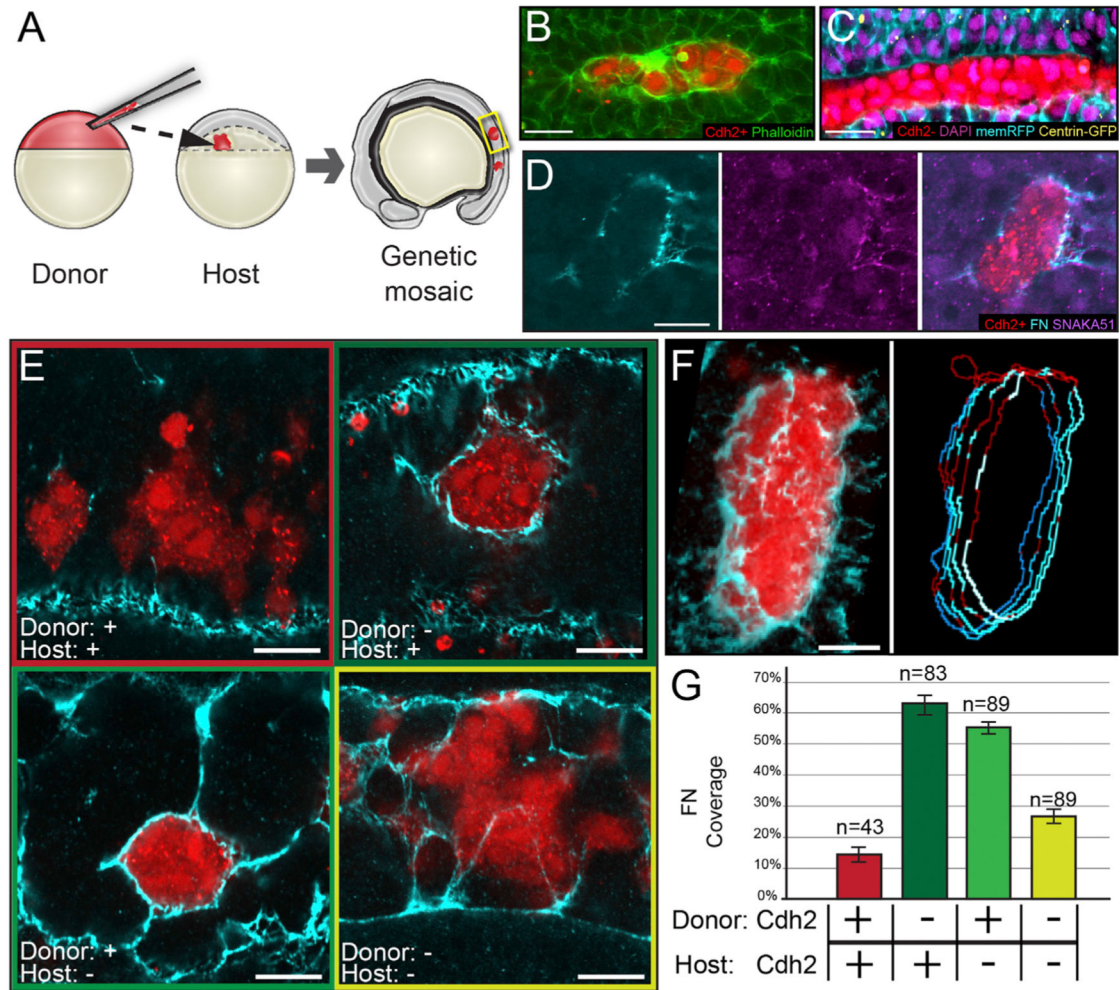 A
Donor
Host
Genetic
mosaic
B
Cdh2+ Phalloidin
C
Cdh2- DAPI memRFP Centrin-GFP
D
Cdh2+ FN SNAKA51
E
Donor: +
Host: +
Donor: -
Host: +
Donor: +
Host: -
Donor: -
Host: -
F
G
70%
60%
50%
40%
30%
20%
10%
0%
FN
Coverage
n=43
n=83
n=89
n=89
Donor: Cdh2 + - + -
Host: Cdh2 + + - -